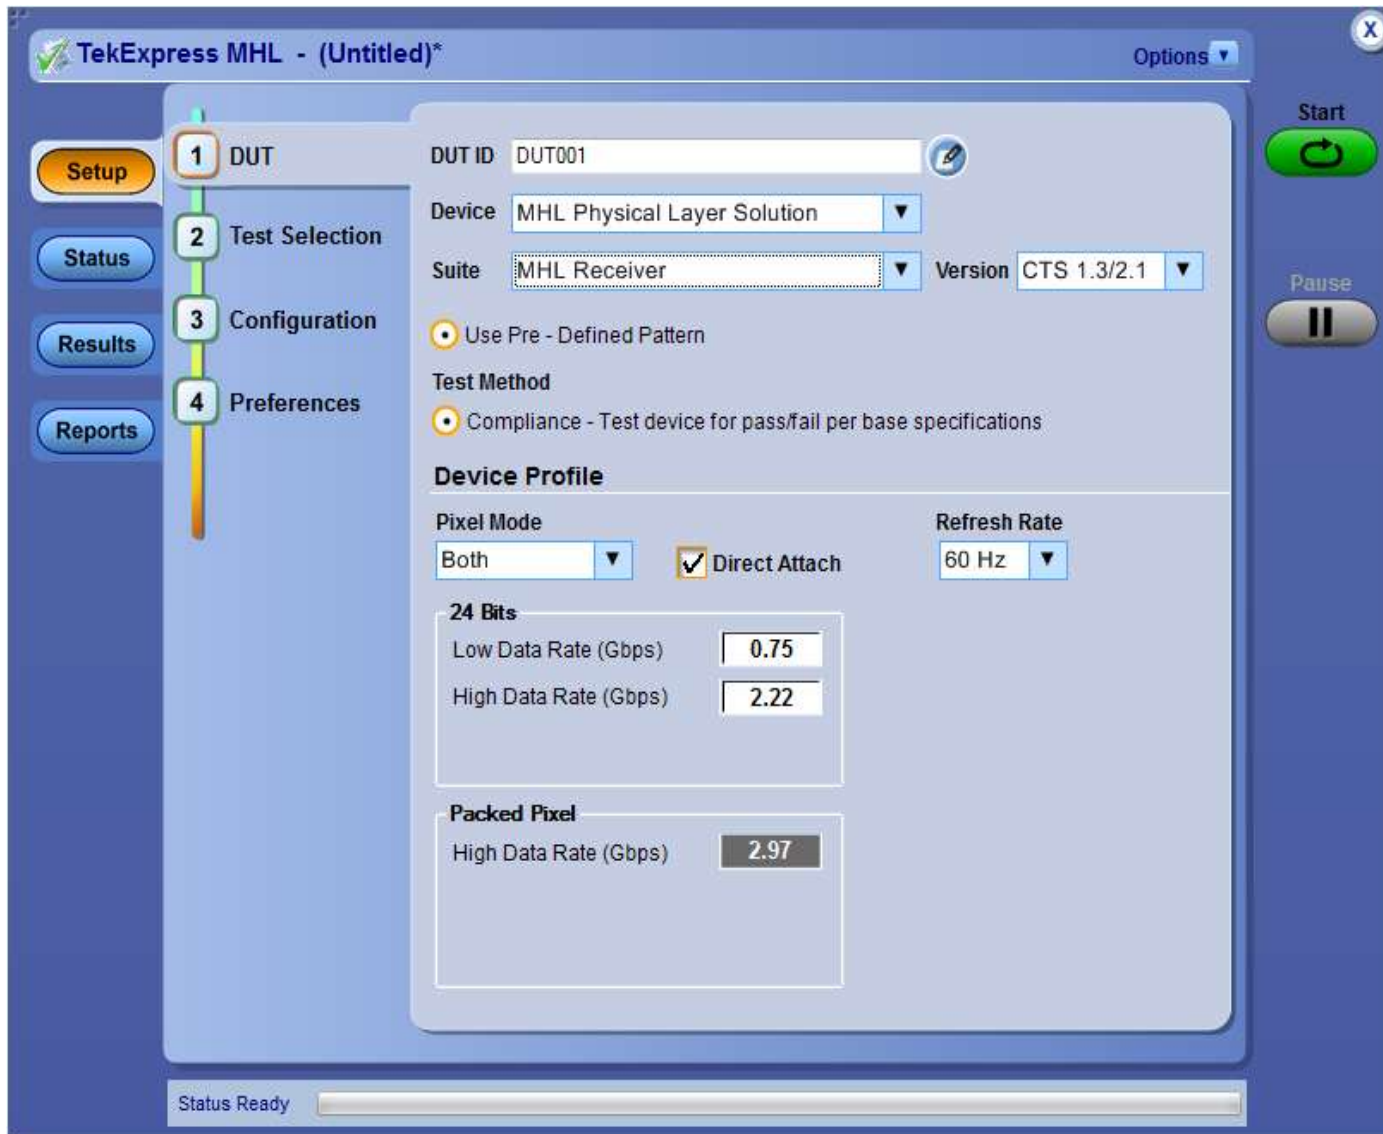 X
TekExpress MHL - (Untitled)*
Options
Start
Setup
Status
Results
Reports
1 DUT
2 Test Selection
3 Configuration
4 Preferences
DUT ID DUT001
Device MHL Physical Layer Solution
Suite MHL Receiver Version CTS 1.3/2.1
Pause
Use Pre - Defined Pattern
Test Method
Compliance - Test device for pass/fail per base specifications
Device Profile
Pixel Mode Refresh Rate
Both Direct Attach 60 Hz
24 Bits
Low Data Rate (Gbps) 0.75
High Data Rate (Gbps) 2.22
Packed Pixel
High Data Rate (Gbps) 2.97
Status Ready